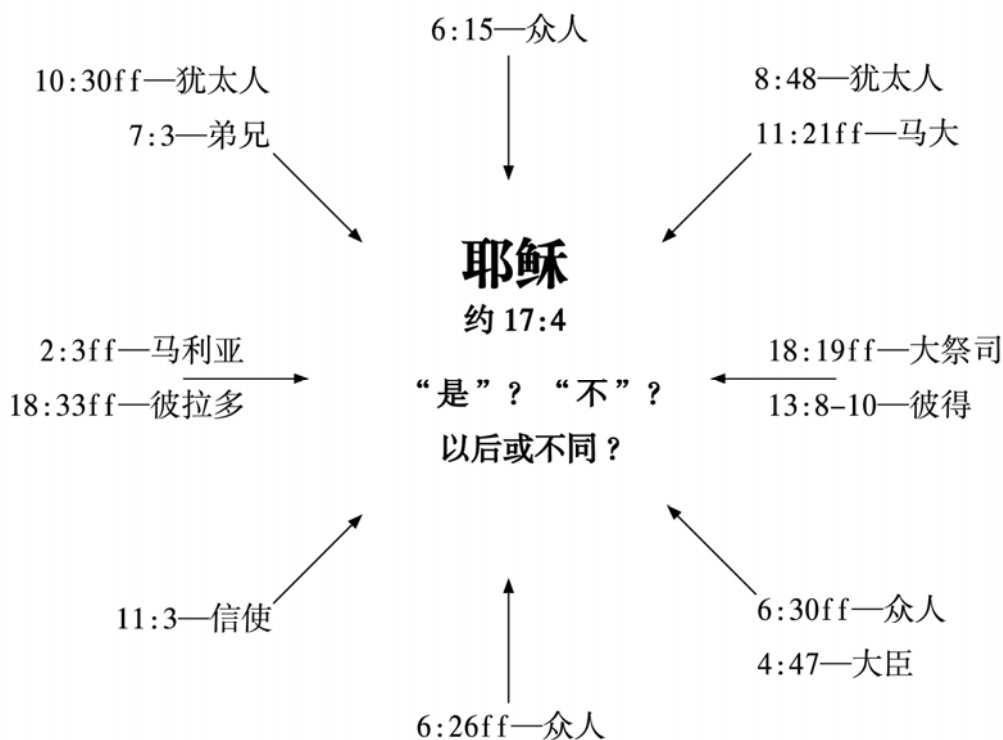 6:15—众人
10:30ff—犹太人
8:48—犹太人
7:3—弟兄
11:21ff—马大
耶稣
约 17:4
2:3ff—马利亚
18:19ff—大祭司
“是”？ “不”？
18:33ff—彼拉多
13:8-10—彼得
以后或不同？
11:3—信使
6:30ff—众人
4:47—大臣
6:26ff—众人